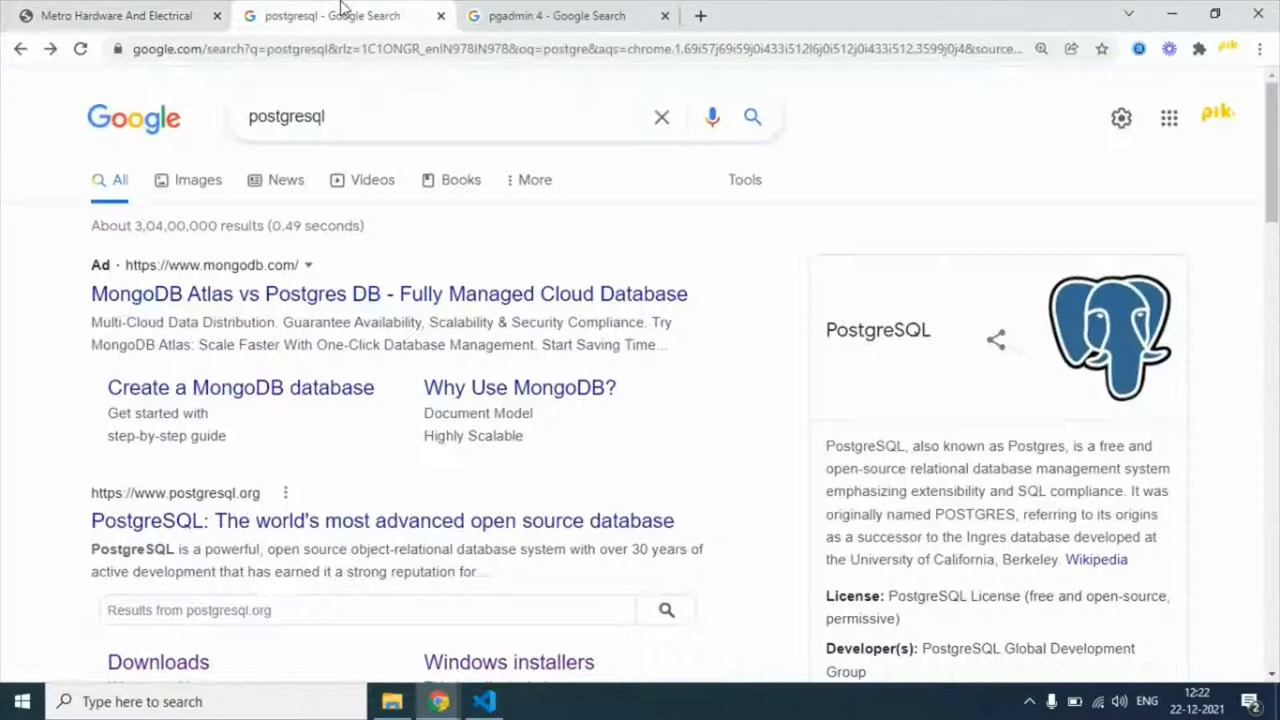 Metro Hardware And Electrical
postgresql - Google Search
pgadmin 4 - Google Search
google.com/search?q=postgresql&rlz=1C1ONGR_enIN978IN978&oq=postgre&aqs=chrome.1.69i57j69i59j0i433i512l6j0i512j0i433i512.3599j0j4&source...
pik
Google
postgresql
pik
All
Images
News
Videos
Books
More
Tools
About 3,04,00,000 results (0.49 seconds)
Ad · https://www.mongodb.com/
MongoDB Atlas vs Postgres DB - Fully Managed Cloud Database
Multi-Cloud Data Distribution. Guarantee Availability, Scalability & Security Compliance. Try
MongoDB Atlas: Scale Faster With One-Click Database Management. Start Saving Time...
Create a MongoDB database
Get started with
step-by-step guide
Why Use MongoDB?
Document Model
Highly Scalable
https://www.postgresql.org
PostgreSQL: The world's most advanced open source database
PostgreSQL is a powerful, open source object-relational database system with over 30 years of
active development that has earned it a strong reputation for...
Results from postgresql.org
Downloads
Windows installers
PostgreSQL
PostgreSQL, also known as Postgres, is a free and
open-source relational database management system
emphasizing extensibility and SQL compliance. It was
originally named POSTGRES, referring to its origins
as a successor to the Ingres database developed at
the University of California, Berkeley. Wikipedia
License: PostgreSQL License (free and open-source,
permissive)
Developer(s): PostgreSQL Global Development
Group
Type here to search
ENG
12:22
22-12-2021
2